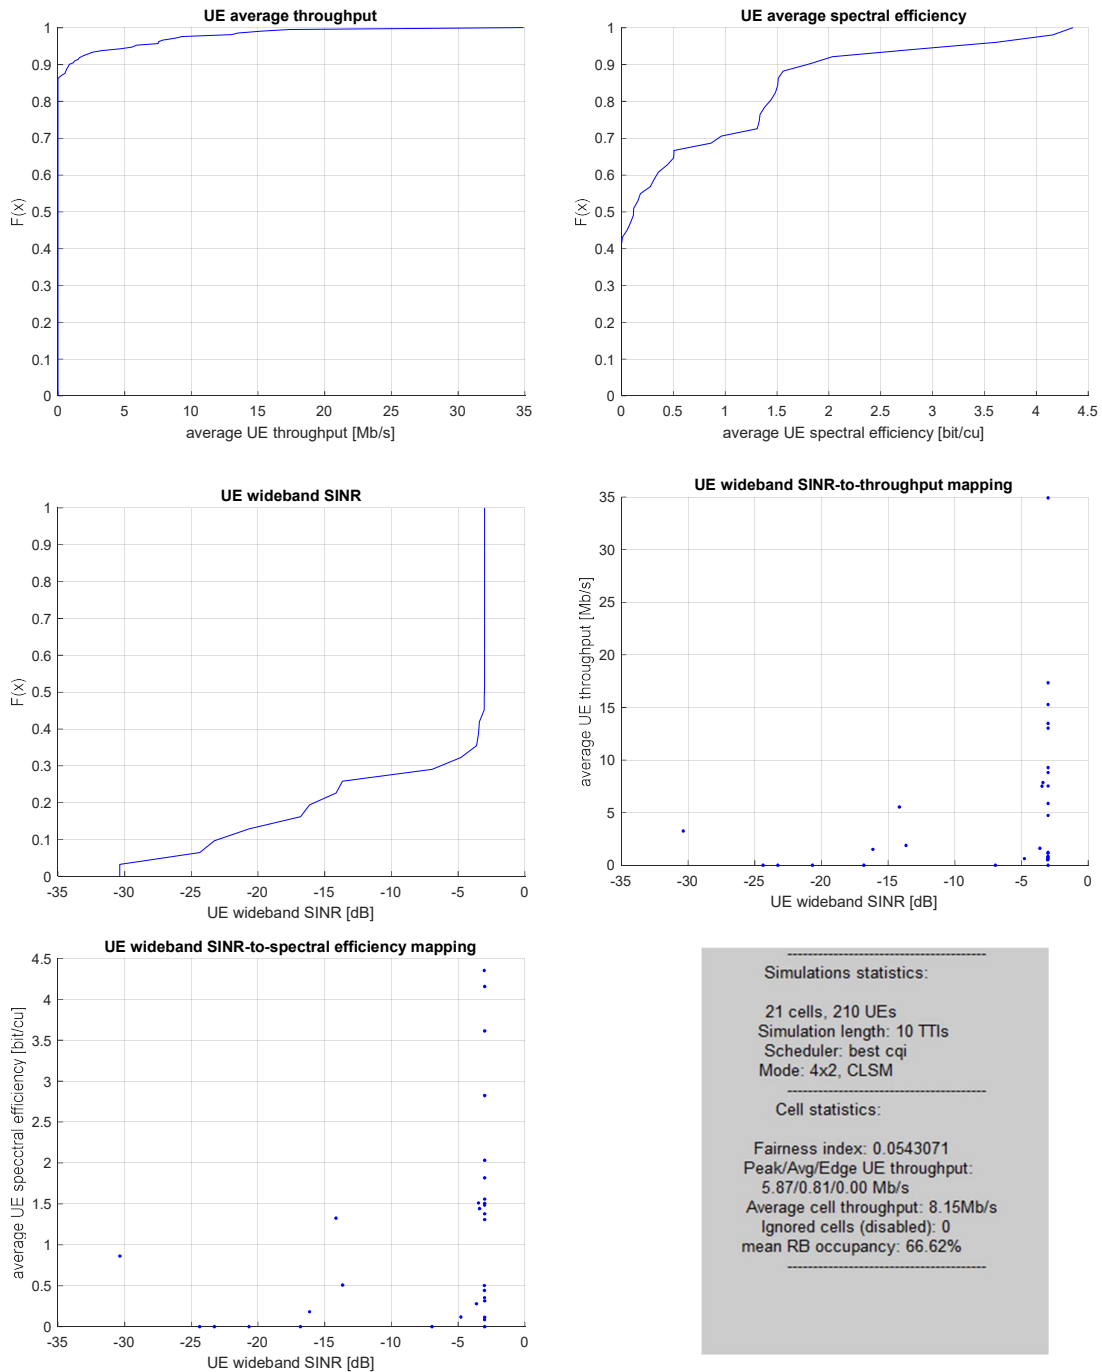 UE average throughput
1
0.9
0.8
0.7
0.6
0.5
0.4
0.3
0.2
0.1
0
F(x)
0 5 10 15 20 25 30 35
average UE throughput [Mb/s]
UE average spectral efficiency
1
0.9
0.8
0.7
0.6
0.5
0.4
0.3
0.2
0.1
0
F(x)
0 0.5 1 1.5 2 2.5 3 3.5 4 4.5
average UE spectral efficiency [bit/cu]
UE wideband SINR
1
0.9
0.8
0.7
0.6
0.5
0.4
0.3
0.2
0.1
0
F(x)
-35 -30 -25 -20 -15 -10 -5 0
UE wideband SINR [dB]
UE wideband SINR-to-throughput mapping
35
30
25
20
15
10
5
0
average UE throughput [Mb/s]
-35 -30 -25 -20 -15 -10 -5 0
UE wideband SINR [dB]
UE wideband SINR-to-spectral efficiency mapping
4.5
4
3.5
3
2.5
2
1.5
1
0.5
0
average UE specctral efficiency [bit/cu]
-35 -30 -25 -20 -15 -10 -5 0
UE wideband SINR [dB]
---------------------------------------
Simulations statistics:
21 cells, 210 UEs
Simulation length: 10 TTIs
Scheduler: best cqi
Mode: 4x2, CLSM
---------------------------------------
Cell statistics:
Fairness index: 0.0543071
Peak/Avg/Edge UE throughput:
5.87/0.81/0.00 Mb/s
Average cell throughput: 8.15Mb/s
Ignored cells (disabled): 0
mean RB occupancy: 66.62%
---------------------------------------